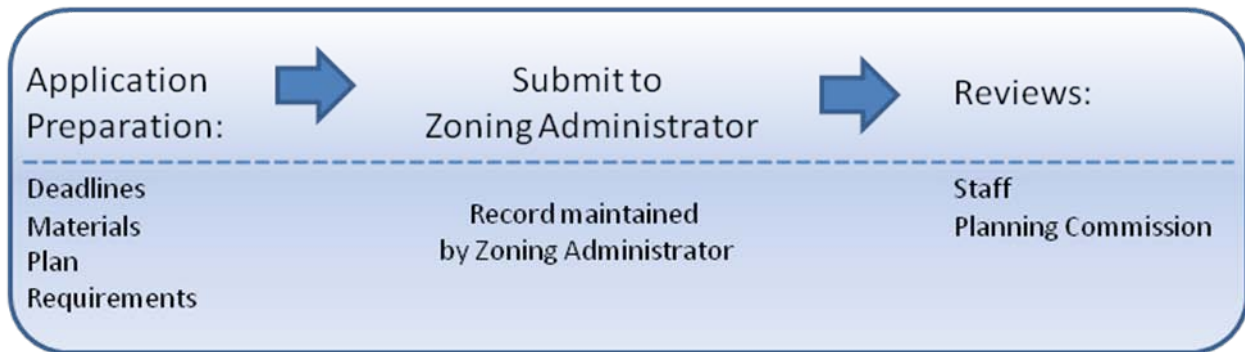 Application
Preparation:
Submit to
Zoning Administrator
Reviews:
Deadlines
Materials
Plan
Requirements
Record maintained
by Zoning Administrator
Staff
Planning Commission